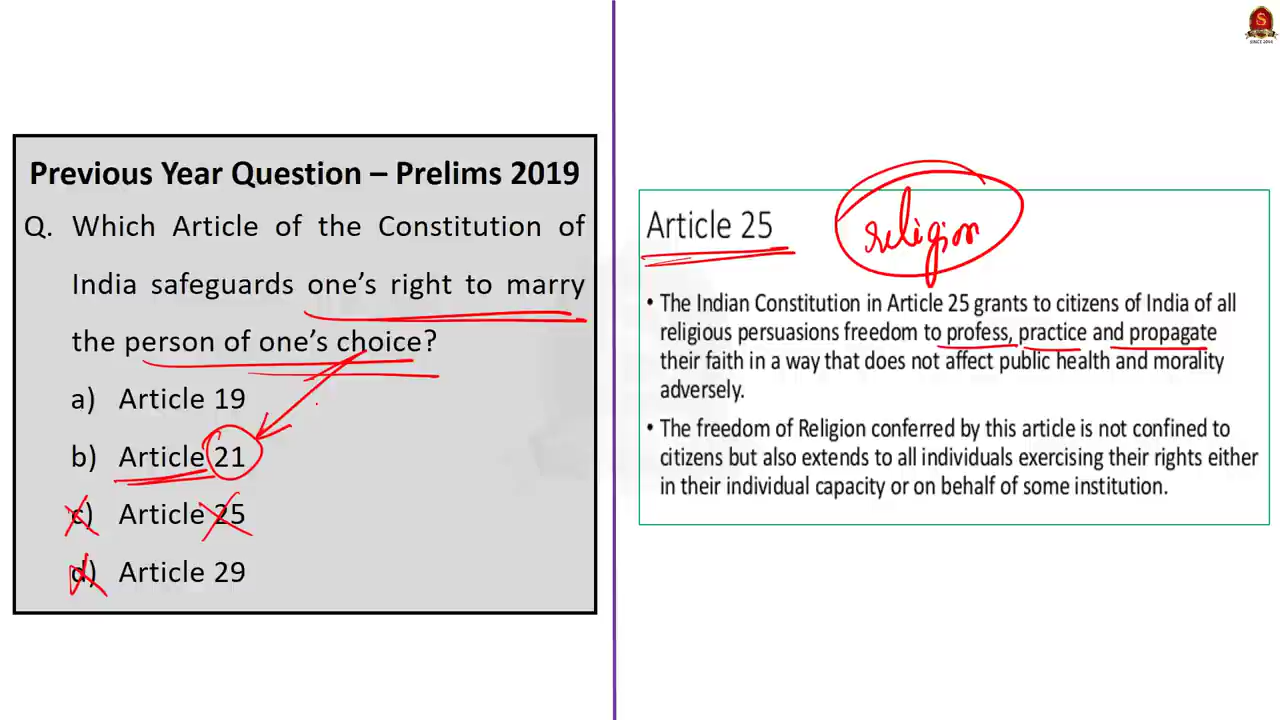 Previous Year Question – Prelims 2019
Q. Which Article of the Constitution of
India safeguards one's right to marry
the person of one's choice?
a) Article 19
b) Article 21
c) Article 25
d) Article 29
Article 25
religion
• The Indian Constitution in Article 25 grants to citizens of India of all
religious persuasions freedom to profess, practice and propagate
their faith in a way that does not affect public health and morality
adversely.
• The freedom of Religion conferred by this article is not confined to
citizens but also extends to all individuals exercising their rights either
in their individual capacity or on behalf of some institution.
S
SINCE 2004